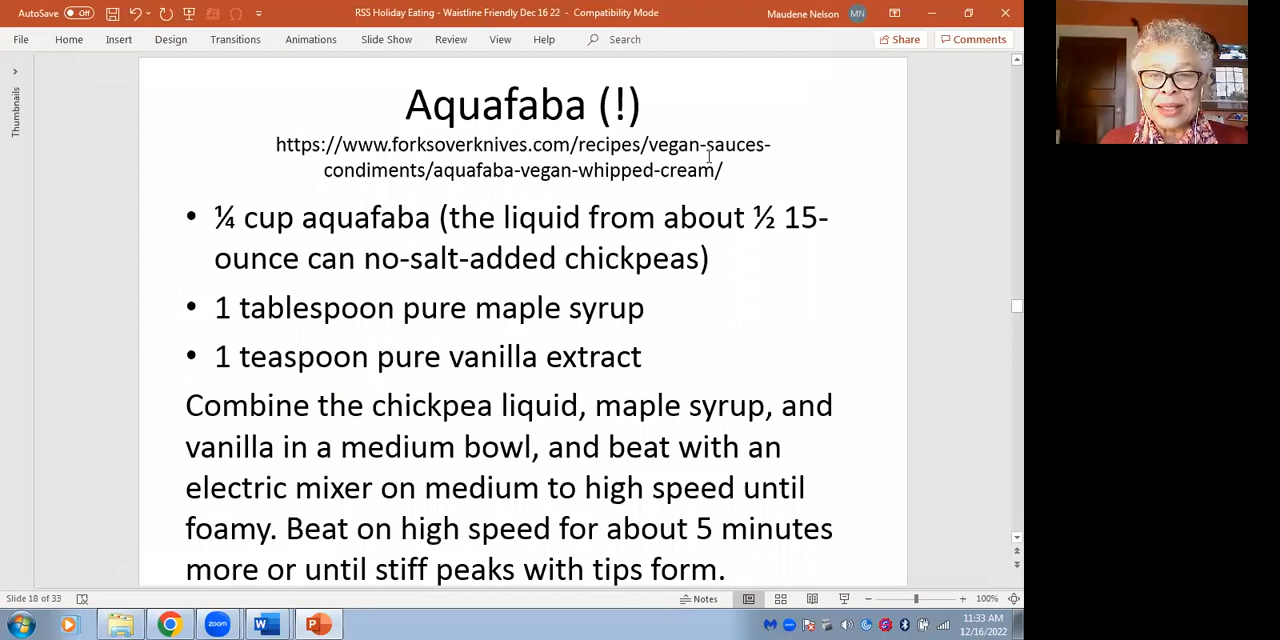 AutoSave Off RSS Holiday Eating - Waistline Friendly Dec 16 22 - Compatibility Mode Maudene Nelson MN
File Home Insert Design Transitions Animations Slide Show Review View Help Search Share Comments
Thumbnails
Aquafaba (!)
https://www.forksoverknives.com/recipes/vegan-sauces-
condiments/aquafaba-vegan-whipped-cream/
• ¼ cup aquafaba (the liquid from about ½ 15-
ounce can no-salt-added chickpeas)
• 1 tablespoon pure maple syrup
• 1 teaspoon pure vanilla extract
Combine the chickpea liquid, maple syrup, and
vanilla in a medium bowl, and beat with an
electric mixer on medium to high speed until
foamy. Beat on high speed for about 5 minutes
more or until stiff peaks with tips form.
Slide 18 of 33 Notes 100%
zoom W P 11:33 AM
12/16/2022